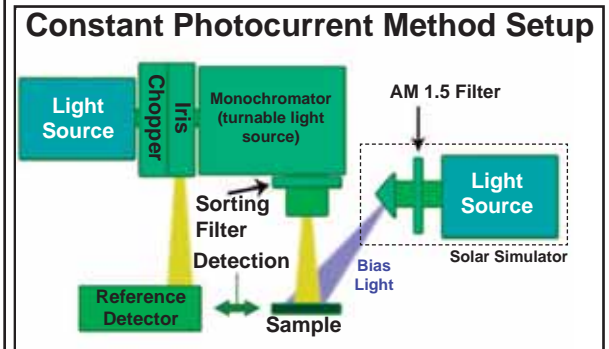 Constant Photocurrent Method Setup
Light
Source
Chopper
Iris
Monochromator
(turnable light
source)
AM 1.5 Filter
Sorting
Filter
Light
Source
Detection
Bias
Light
Solar Simulator
Reference
Detector
Sample